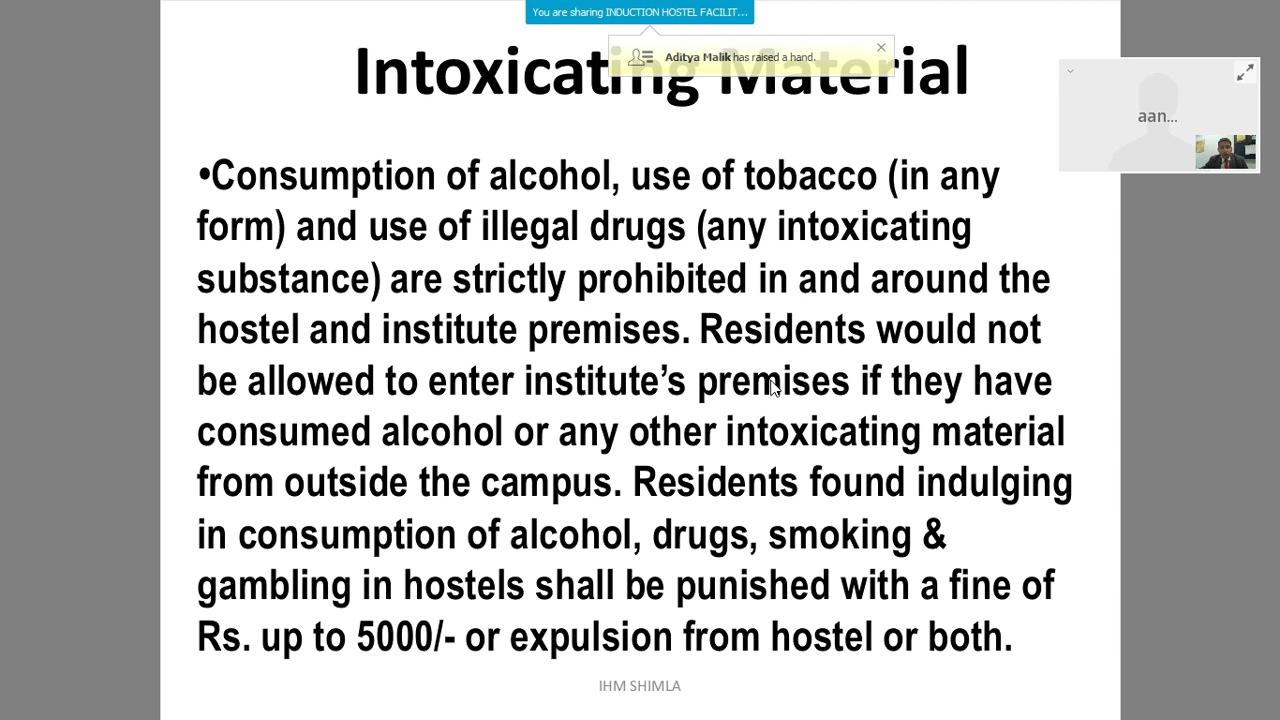 You are sharing INDUCTION HOSTEL FACILIT...
Aditya Malik has raised a hand.
Intoxicating Material
aan...
•Consumption of alcohol, use of tobacco (in any
form) and use of illegal drugs (any intoxicating
substance) are strictly prohibited in and around the
hostel and institute premises. Residents would not
be allowed to enter institute’s premises if they have
consumed alcohol or any other intoxicating material
from outside the campus. Residents found indulging
in consumption of alcohol, drugs, smoking &
gambling in hostels shall be punished with a fine of
Rs. up to 5000/- or expulsion from hostel or both.
IHM SHIMLA